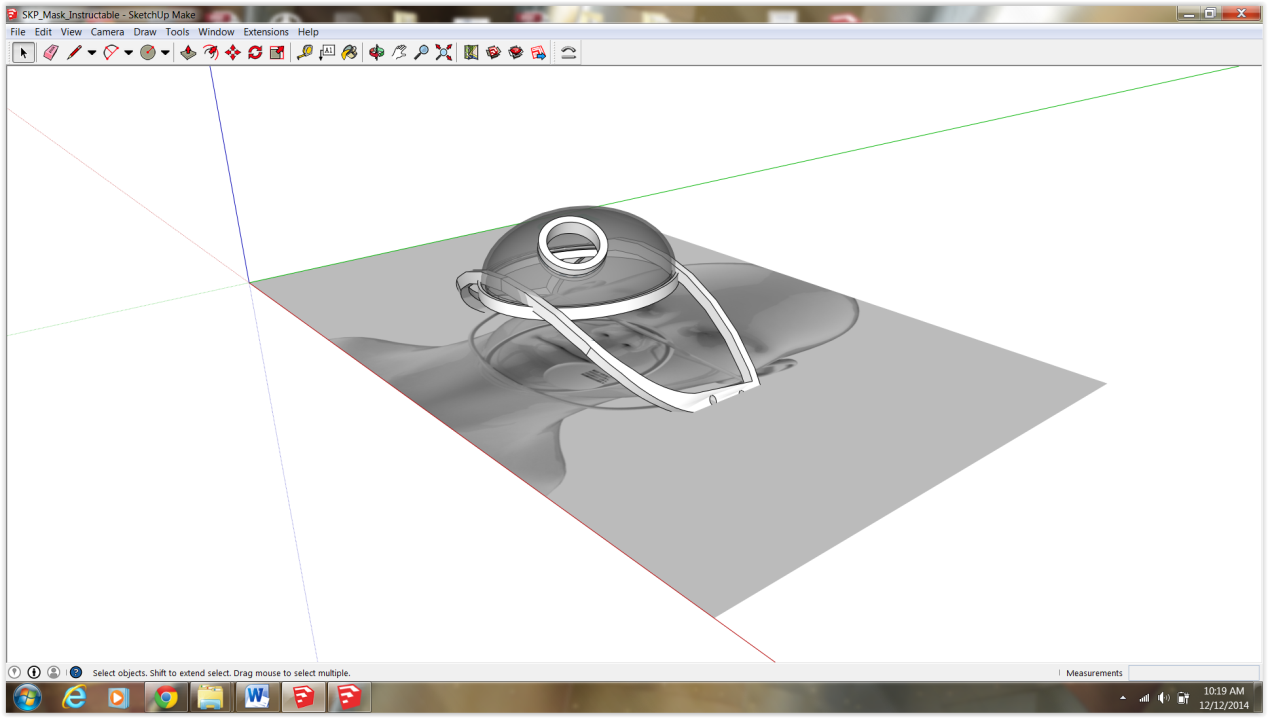 SKP_Mask_Instructable - SketchUp Make
File Edit View Camera Draw Tools Window Extensions Help
A1
Select objects. Shift to extend select. Drag mouse to select multiple.
Measurements
10:19 AM
12/12/2014